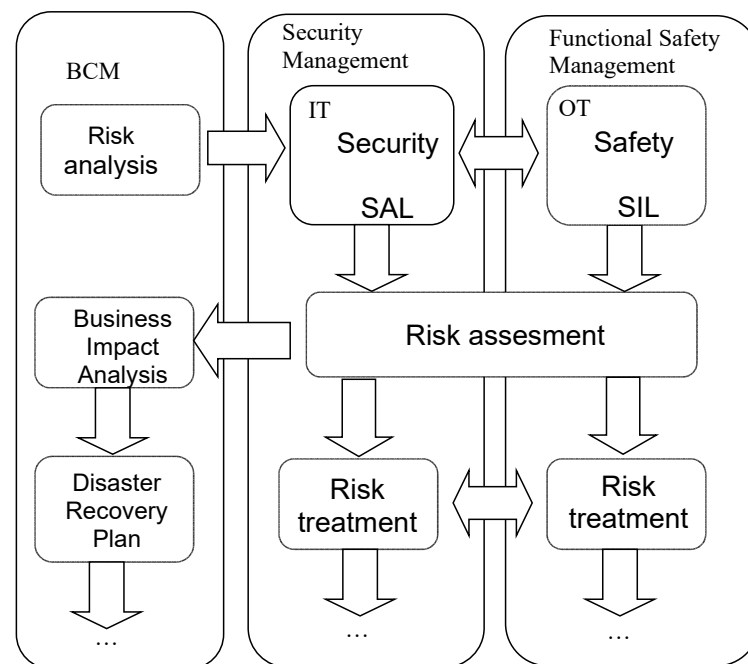 BCM
Risk
analysis
Business
Impact
Analysis
Disaster
Recovery
Plan
…
Security
Management
IT
Security
SAL
Risk assesment
Risk
treatment
…
Functional Safety
Management
OT
Safety
SIL
Risk
treatment
…